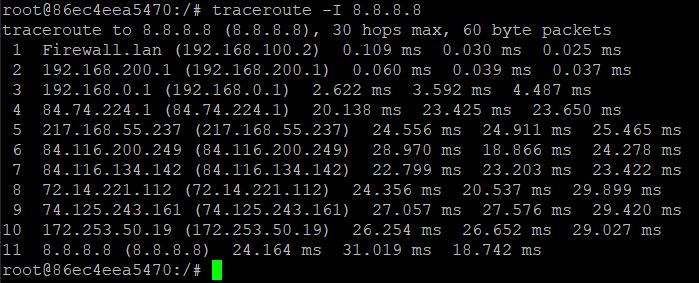 root@86ec4eea5470:/# traceroute -I 8.8.8.8
traceroute to 8.8.8.8 (8.8.8.8), 30 hops max, 60 byte packets
 1  Firewall.lan (192.168.100.2)  0.109 ms  0.030 ms  0.025 ms
 2  192.168.200.1 (192.168.200.1)  0.060 ms  0.039 ms  0.037 ms
 3  192.168.0.1 (192.168.0.1)  2.622 ms  3.592 ms  4.487 ms
 4  84.74.224.1 (84.74.224.1)  20.138 ms  23.425 ms  23.650 ms
 5  217.168.55.237 (217.168.55.237)  24.556 ms  24.911 ms  25.465 ms
 6  84.116.200.249 (84.116.200.249)  28.970 ms  18.866 ms  24.278 ms
 7  84.116.134.142 (84.116.134.142)  22.799 ms  23.203 ms  23.422 ms
 8  72.14.221.112 (72.14.221.112)  24.356 ms  20.537 ms  29.899 ms
 9  74.125.243.161 (74.125.243.161)  27.057 ms  27.576 ms  29.420 ms
10  172.253.50.19 (172.253.50.19)  26.254 ms  26.652 ms  29.027 ms
11  8.8.8.8 (8.8.8.8)  24.164 ms  31.019 ms  18.742 ms
root@86ec4eea5470:/#